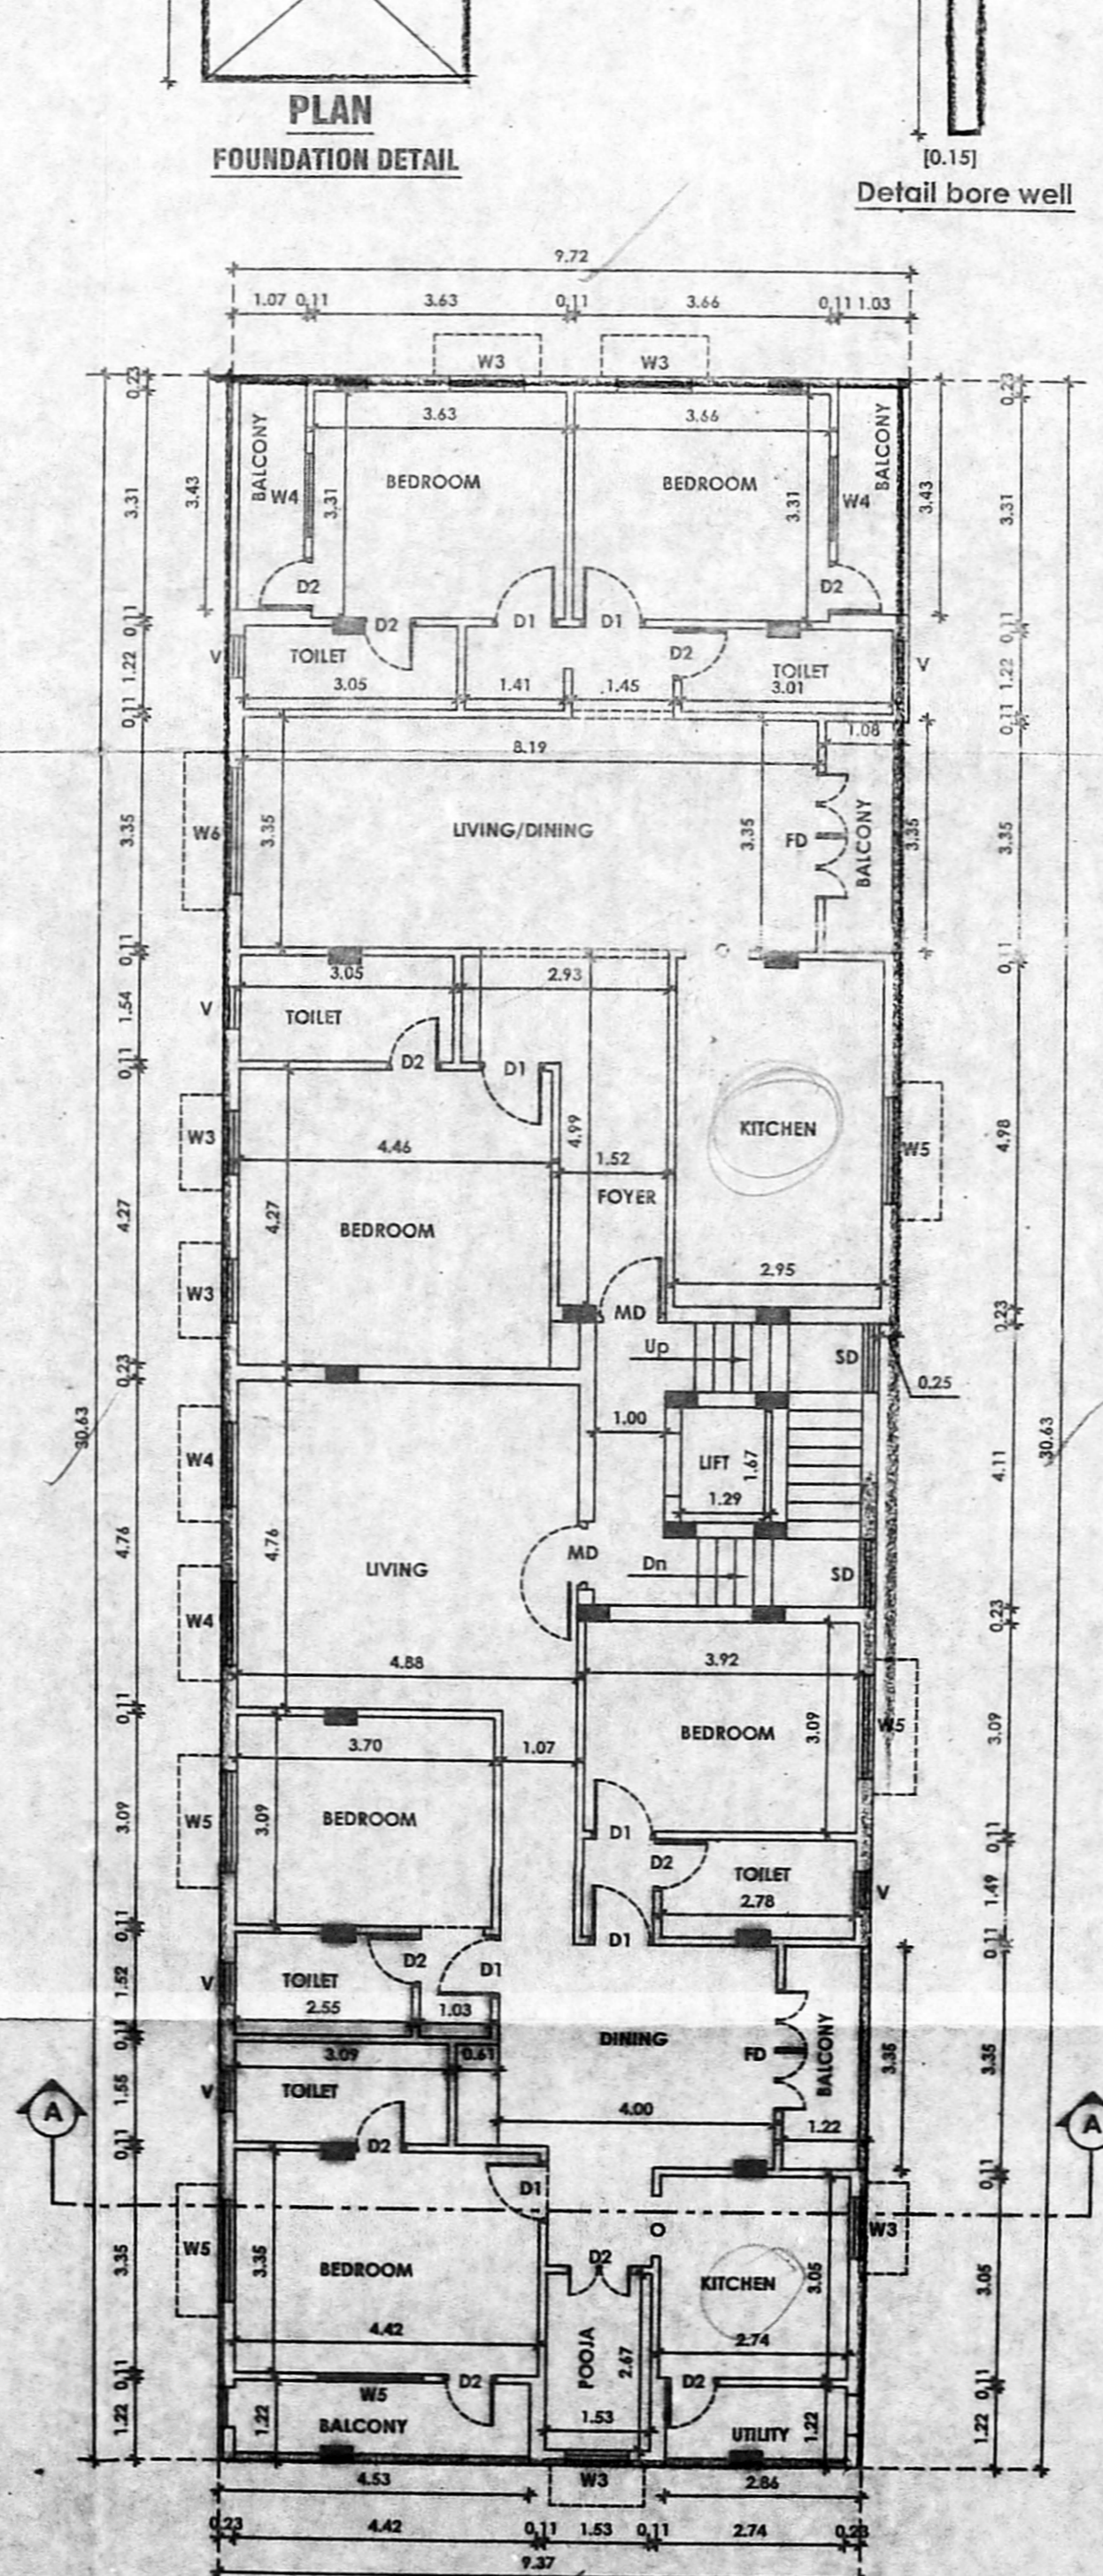 PLAN
FOUNDATION DETAIL
[0.15]
Detail bore well
9.72
1.07 0.11 3.63 0.11 3.66 0.11 1.03
W3 W3
0.23 0.23
3.63 3.66
BALCONY BEDROOM BEDROOM BALCONY
3.31 3.43 W4 3.31 3.31 W4 3.43 3.31
D2 D2
0.11 D2 D1 D1 0.11
V TOILET D2 TOILET V
1.22 3.05 1.41 1.45 3.01 1.22
0.11 0.11
1.08
8.19
W6 LIVING/DINING FD BALCONY
3.35 3.35 3.35 3.35 3.35
0.11 0.11
3.05 2.93
1.54 V TOILET
0.11 D2 D1
W3 4.99 KITCHEN W5 4.98
4.46 1.52
FOYER
4.27 4.27 BEDROOM
2.95
W3 MD 0.23
Up SD
0.23 0.25
30.63 1.00 30.63
W4 LIFT 1.67 4.11
1.29
4.76 4.76 MD Dn SD
LIVING
W4 0.23
4.88 3.92
0.11 BEDROOM 3.09 W5 3.09
3.70 1.07
W5 3.09 3.09 BEDROOM
D1 0.11
D2 TOILET V 1.49
2.78
0.11 D1 0.11
D2 D1
1.52 V TOILET
2.55 1.03
0.11 DINING
3.09 0.61 FD BALCONY 3.35 3.35
1.55 V TOILET
A 4.00 1.22 A
0.11 D2 0.11
D1
O W3
W5 3.35 3.35 BEDROOM D2 KITCHEN 3.05 3.05
4.42 POOJA 2.67 2.74
0.11 D2 D2 0.11
W5
1.22 1.22 BALCONY 1.53 UTILITY 1.22 1.22
4.53 W3 2.86
0.23 4.42 0.11 1.53 0.11 2.74 0.23
9.37